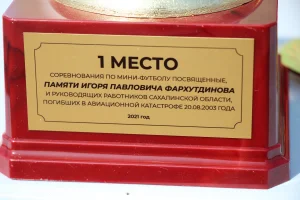 1 МЕСТО
СОРЕВНОВАНИЯ ПО МИНИ-ФУТБОЛУ ПОСВЯЩЕННЫЕ,
ПАМЯТИ ИГОРЯ ПАВЛОВИЧА ФАРХУТДИНОВА
И РУКОВОДЯЩИХ РАБОТНИКОВ САХАЛИНСКОЙ ОБЛАСТИ,
ПОГИБШИХ В АВИАЦИОННОЙ КАТАСТРОФЕ 20.08.2003 ГОДА
2021 год